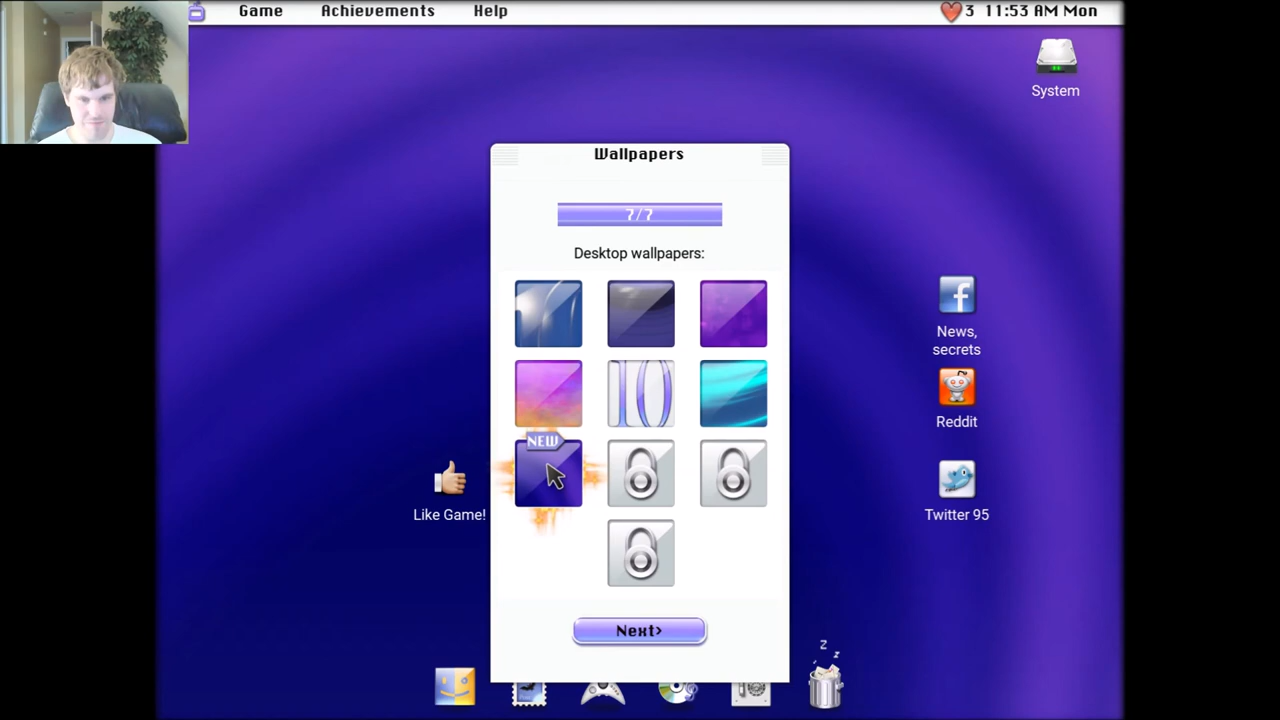 Game Achievements Help 3 11:53 AM Mon
System
Wallpapers
7/7
Desktop wallpapers:
10
NEW
News,
secrets
Reddit
Like Game!
Twitter 95
Next>
z
z